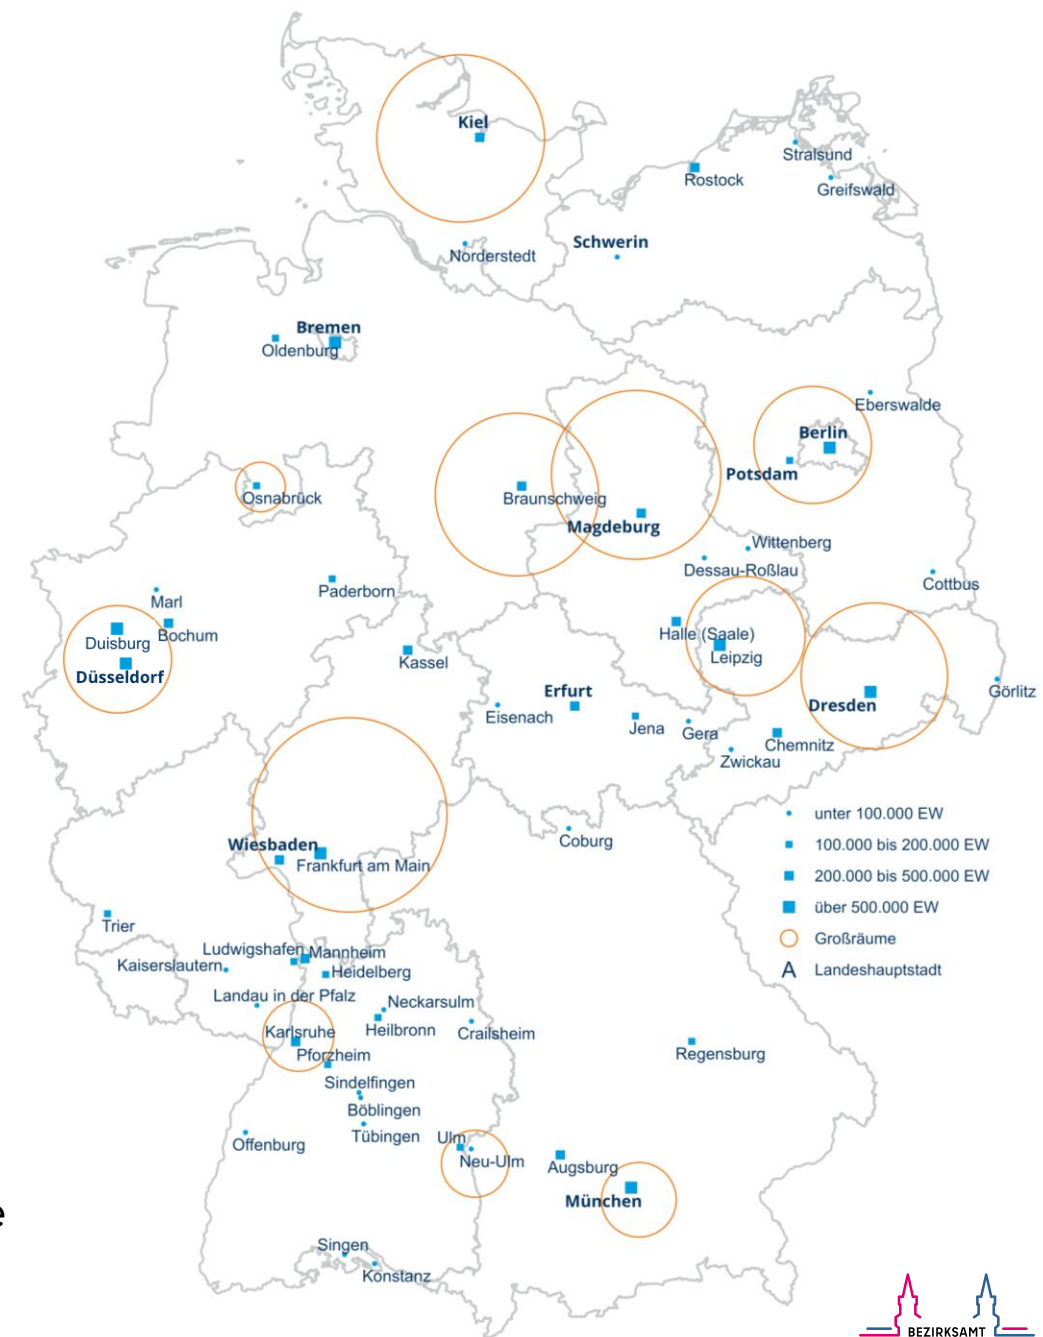 Kiel
Stralsund
Rostock
Greifswald
Schwerin
Norderstedt
Bremen
Oldenburg
Eberswalde
Berlin
Potsdam
Osnabrück
Braunschweig
Magdeburg
Wittenberg
Dessau-Roßlau
Cottbus
Paderborn
Marl
Bochum
Duisburg
Halle (Saale)
Leipzig
Kassel
Düsseldorf
Erfurt
Görlitz
Dresden
Eisenach
Jena
Gera
Chemnitz
Zwickau
unter 100.000 EW
100.000 bis 200.000 EW
200.000 bis 500.000 EW
über 500.000 EW
Großräume
A Landeshauptstadt
Coburg
Wiesbaden
Frankfurt am Main
Trier
Ludwigshafen
Mannheim
Kaiserslautern
Heidelberg
Landau in der Pfalz
Neckarsulm
Karlsruhe
Heilbronn
Crailsheim
Pforzheim
Regensburg
Sindelfingen
Böblingen
Tübingen
Ulm
Offenburg
Neu-Ulm
Augsburg
München
e
Singen
Konstanz
BEZIRKSAMT